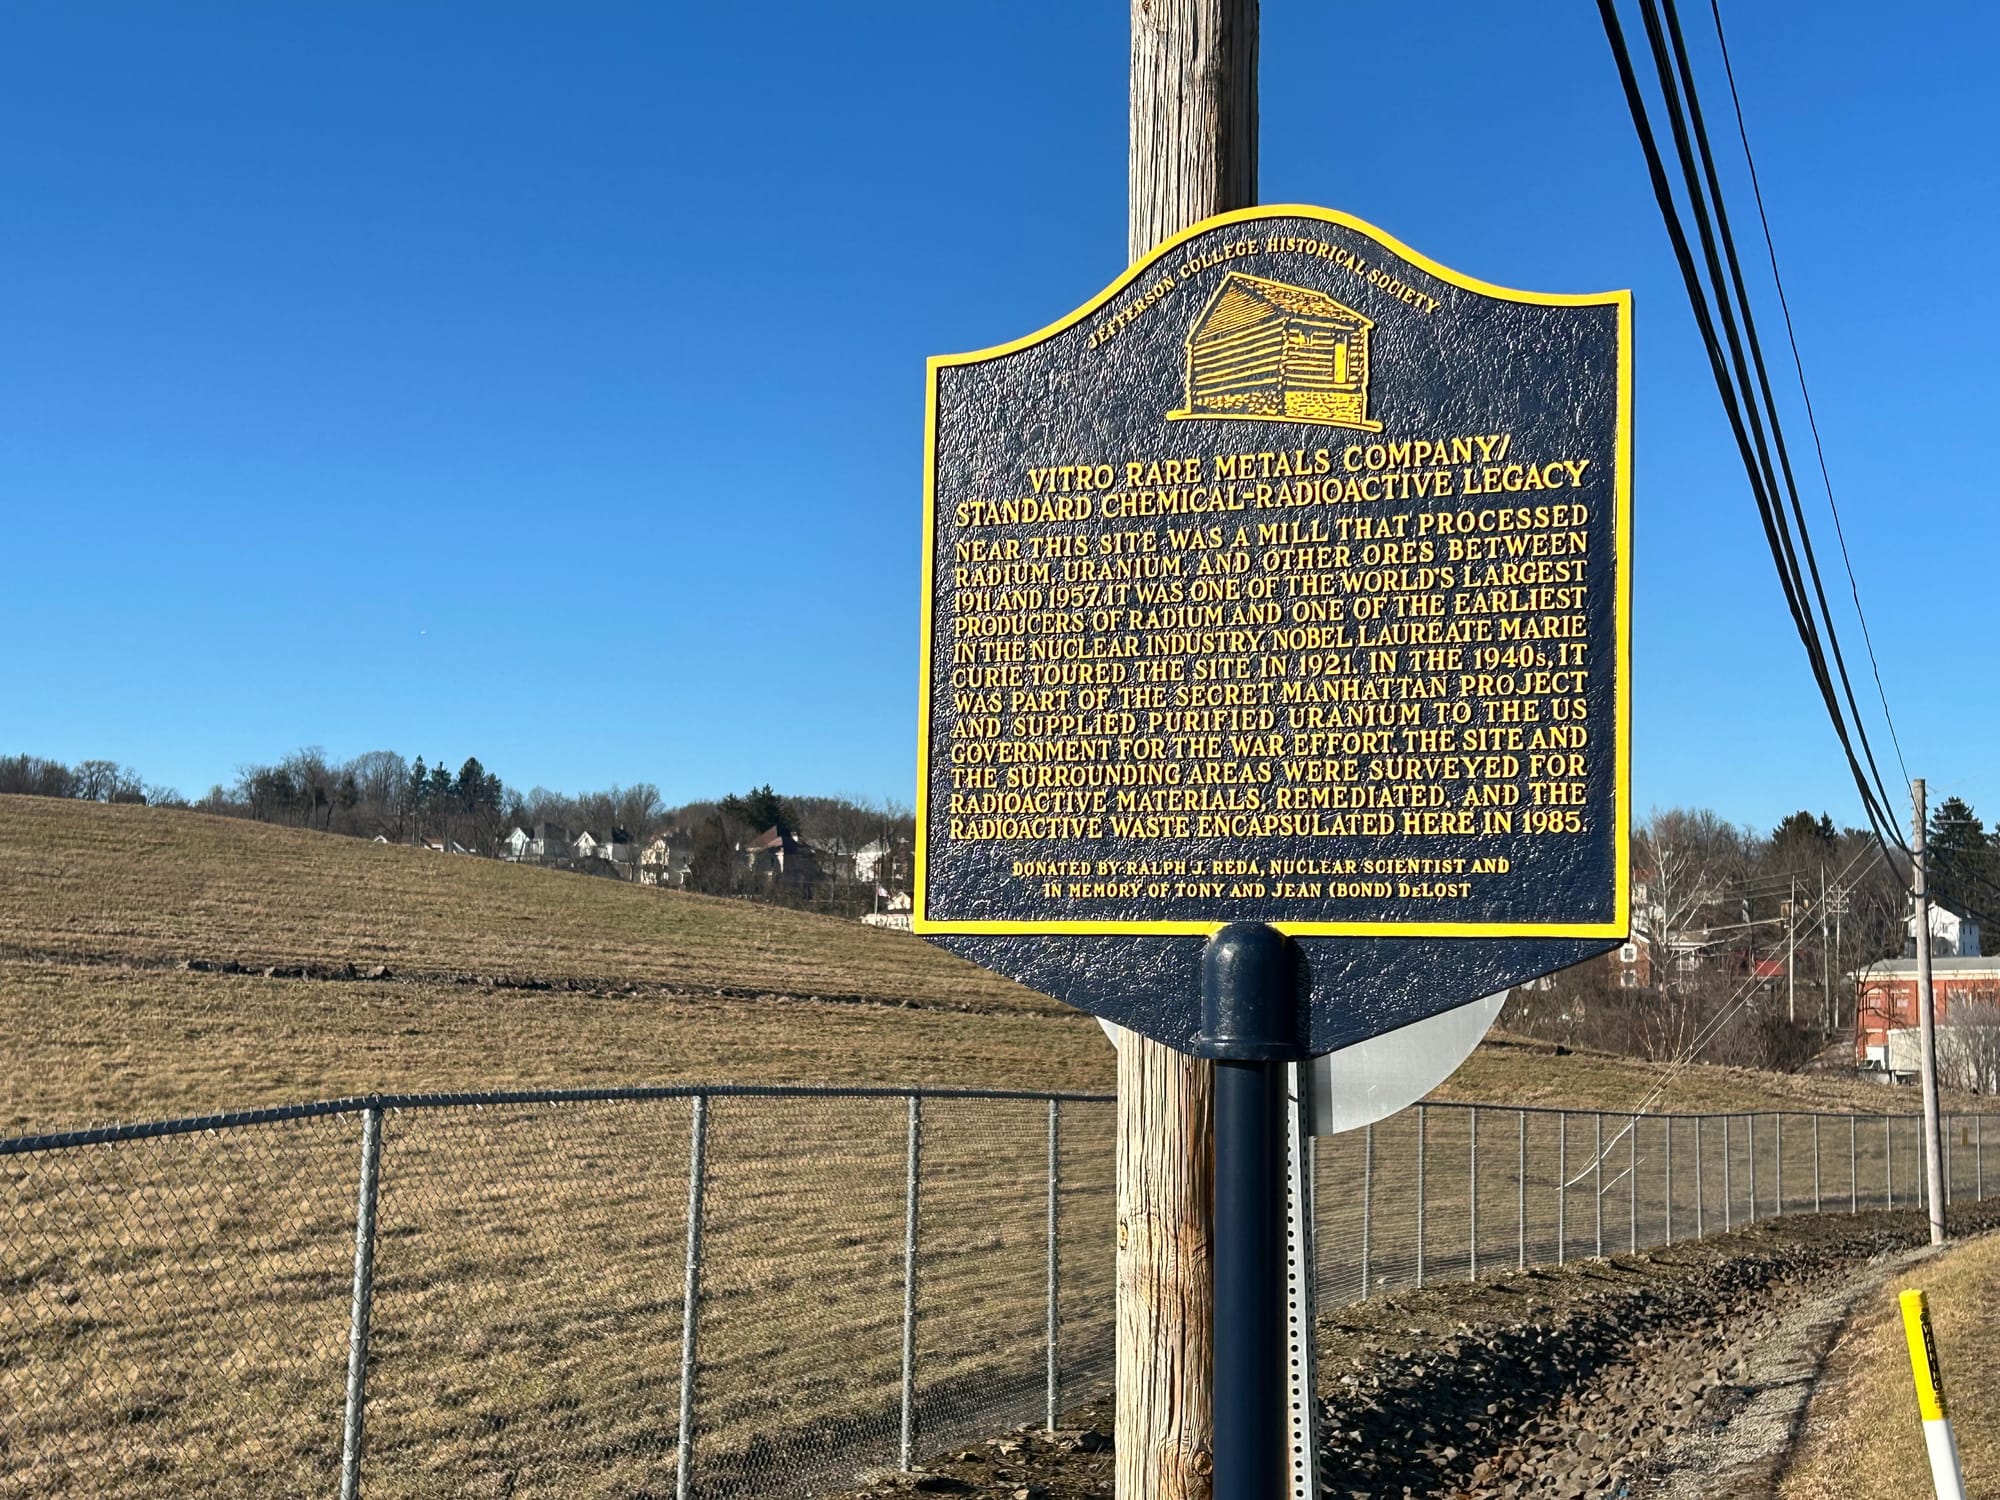 JEFFERSON COLLEGE HISTORICAL SOCIETY
VITRO RARE METALS COMPANY/
STANDARD CHEMICAL-RADIOACTIVE LEGACY
NEAR THIS SITE WAS A MILL THAT PROCESSED
RADIUM, URANIUM, AND OTHER ORES BETWEEN
1911 AND 1957. IT WAS ONE OF THE WORLD'S LARGEST
PRODUCERS OF RADIUM AND ONE OF THE EARLIEST
IN THE NUCLEAR INDUSTRY. NOBEL LAUREATE MARIE
CURIE TOURED THE SITE IN 1921. IN THE 1940s, IT
WAS PART OF THE SECRET MANHATTAN PROJECT
AND SUPPLIED PURIFIED URANIUM TO THE US
GOVERNMENT FOR THE WAR EFFORT. THE SITE AND
THE SURROUNDING AREAS WERE SURVEYED FOR
RADIOACTIVE MATERIALS, REMEDIATED, AND THE
RADIOACTIVE WASTE ENCAPSULATED HERE IN 1985.
DONATED BY: RALPH J. REDA, NUCLEAR SCIENTIST AND
IN MEMORY OF TONY AND JEAN (BOND) DeLOST
WARNING